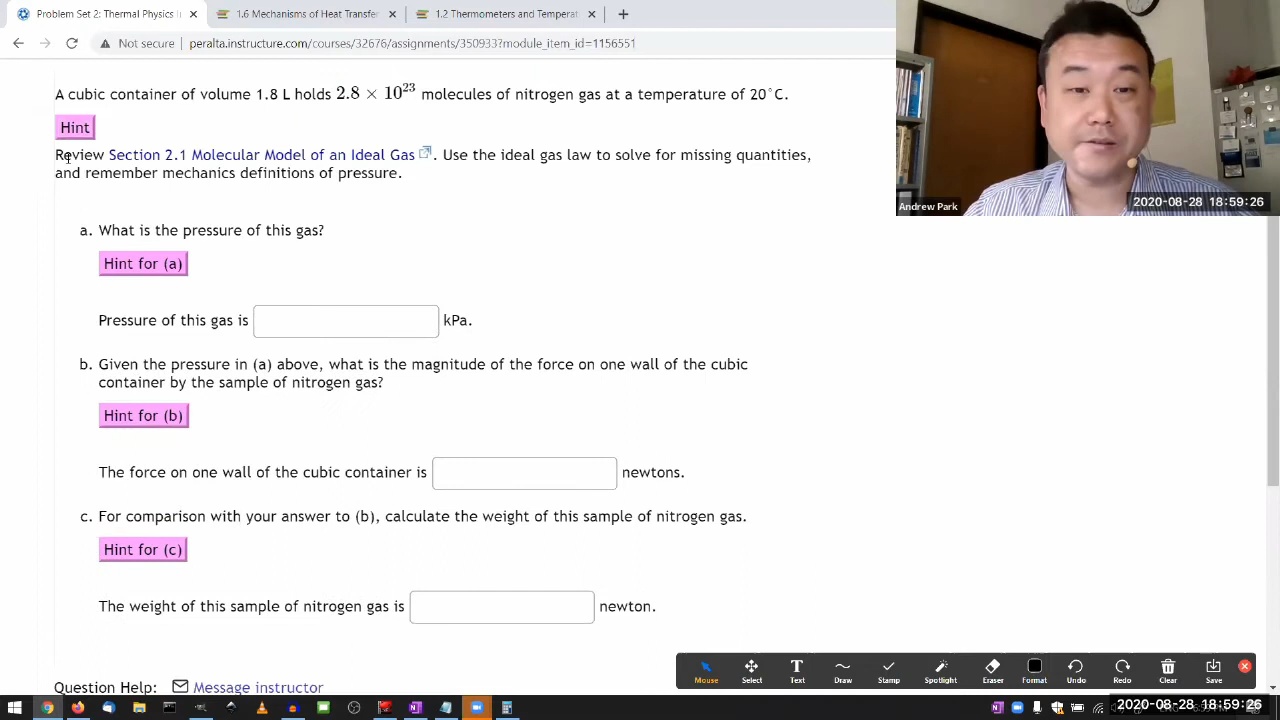 Problem Set 2: Thermal Physics
1.6 Mechanisms of Heat Transfe
1.2 Thermometers and Temperat
Not secure | peralta.instructure.com/courses/32676/assignments/350933?module_item_id=1156551
A cubic container of volume 1.8 L holds 2.8 × 10²³ molecules of nitrogen gas at a temperature of 20°C.
Hint
Review Section 2.1 Molecular Model of an Ideal Gas. Use the ideal gas law to solve for missing quantities,
and remember mechanics definitions of pressure.
a. What is the pressure of this gas?
Hint for (a)
Pressure of this gas is kPa.
b. Given the pressure in (a) above, what is the magnitude of the force on one wall of the cubic
container by the sample of nitrogen gas?
Hint for (b)
The force on one wall of the cubic container is newtons.
c. For comparison with your answer to (b), calculate the weight of this sample of nitrogen gas.
Hint for (c)
The weight of this sample of nitrogen gas is newton.
Question Help: Message instructor
Andrew Park
2020-08-28 18:59:26
Mouse Select Text Draw Stamp Spotlight Eraser Format Undo Redo Clear Save
2020-08-28 18:59:26